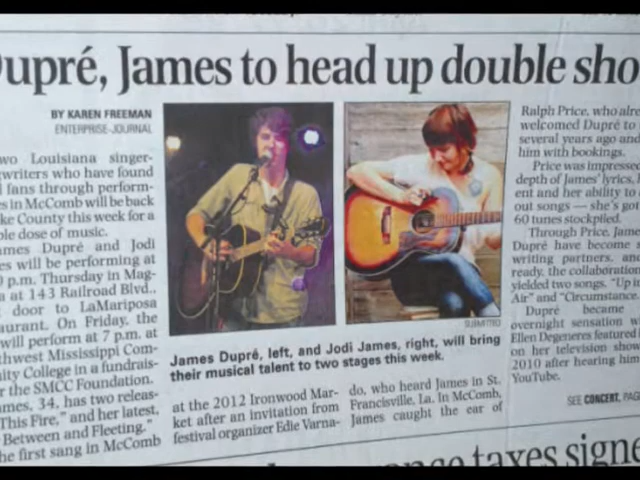 Dupré, James to head up double sho
BY KAREN FREEMAN
ENTERPRISE-JOURNAL
wo Louisiana singer-
gwriters who have found
fans through perform-
es in McComb will be back
ke County this week for a
ble dose of music.
ames Dupré and Jodi
es will be performing at
p.m. Thursday in Mag-
a at 143 Railroad Blvd.,
door to LaMariposa
aurant. On Friday, the
will perform at 7 p.m. at
hwest Mississippi Com-
ity College in a fundrais-
r the SMCC Foundation.
ames, 34, has two releas-
This Fire," and her latest,
Between and Fleeting."
he first sang in McComb
SUBMITTED
James Dupré, left, and Jodi James, right, will bring
their musical talent to two stages this week.
at the 2012 Ironwood Mar-
ket after an invitation from
festival organizer Edie Varna-
do, who heard James in St.
Francisville, La. In McComb,
James caught the ear of
Ralph Price, who alre
welcomed Dupré to
several years ago and
him with bookings.
Price was impressed
depth of James' lyrics,
ent and her ability to
out songs — she's got
60 tunes stockpiled.
Through Price, Jame
Dupré have become
writing partners, and
ready, the collaboration
yielded two songs, "Up i
Air" and "Circumstance
Dupré became
overnight sensation w
Ellen Degeneres featured
on her television show
2010 after hearing him
YouTube.
SEE CONCERT, PAG
nce taxes signe